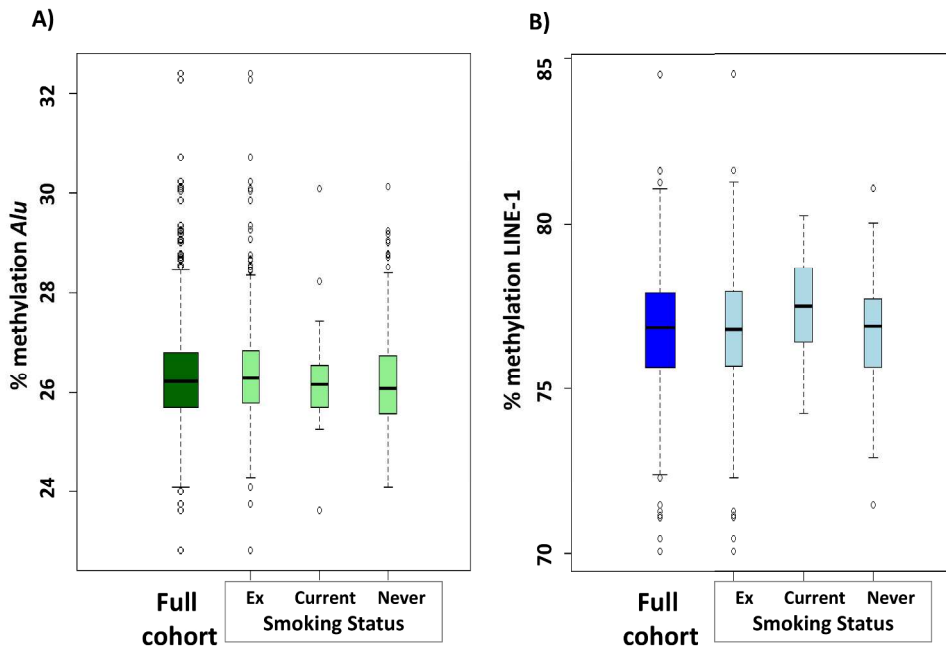 A)
% methylation Alu
32
30
28
26
24
Full
cohort
Ex Current Never
Smoking Status
B)
% methylation LINE-1
85
80
75
70
Full
cohort
Ex Current Never
Smoking Status